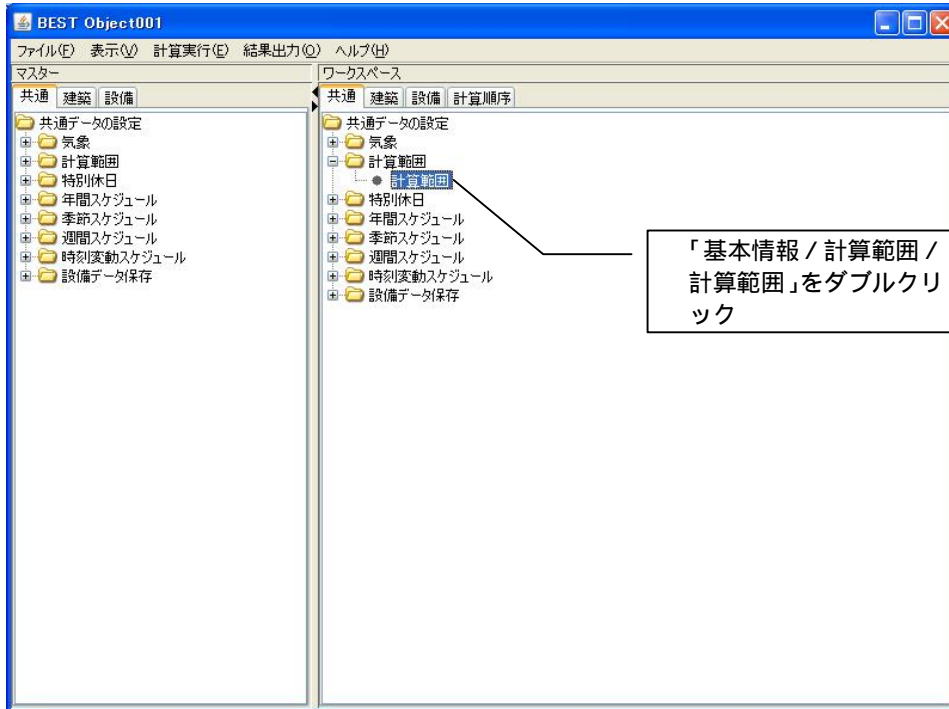 BEST Object001
ファイル(F) 表示(V) 計算実行(E) 結果出力(O) ヘルプ(H)
マスター
共通 建築 設備
共通データの設定
気象
計算範囲
特別休日
年間スケジュール
季節スケジュール
週間スケジュール
時刻変動スケジュール
設備データ保存
ワークスペース
共通 建築 設備 計算順序
共通データの設定
気象
計算範囲
計算範囲
特別休日
年間スケジュール
季節スケジュール
週間スケジュール
時刻変動スケジュール
設備データ保存
「基本情報／計算範囲／
計算範囲」をダブルクリ
ック